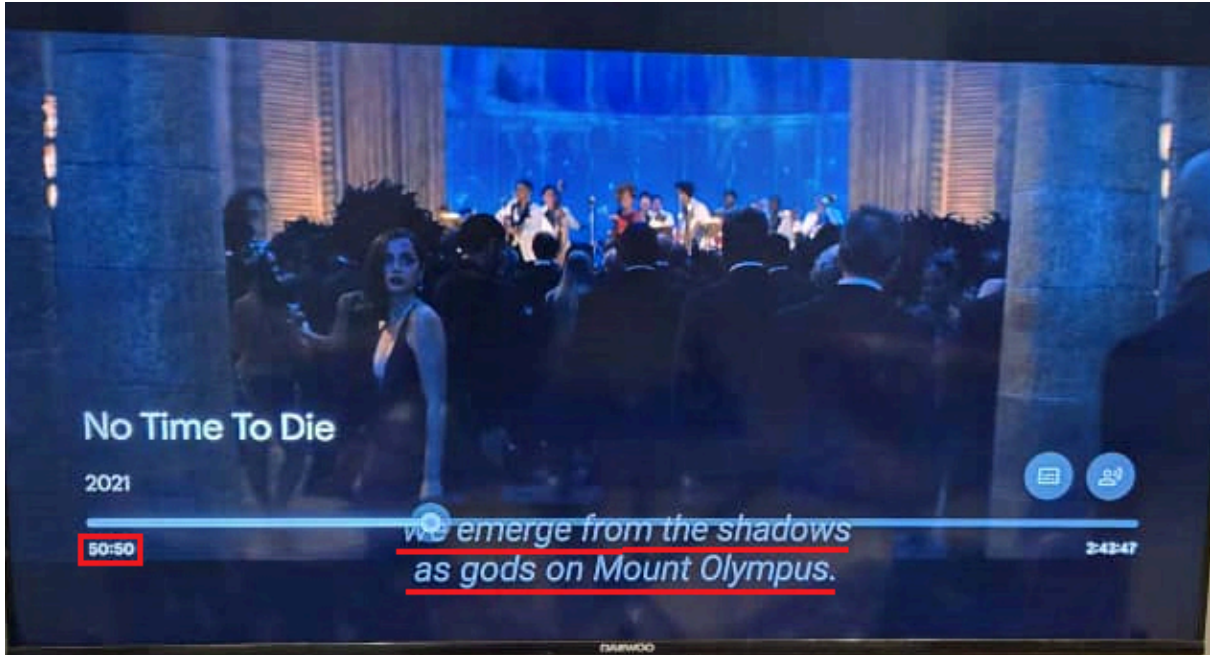 No Time To Die
2021
we emerge from the shadows
50:50
2:43:47
as gods on Mount Olympus.
DAEWOO